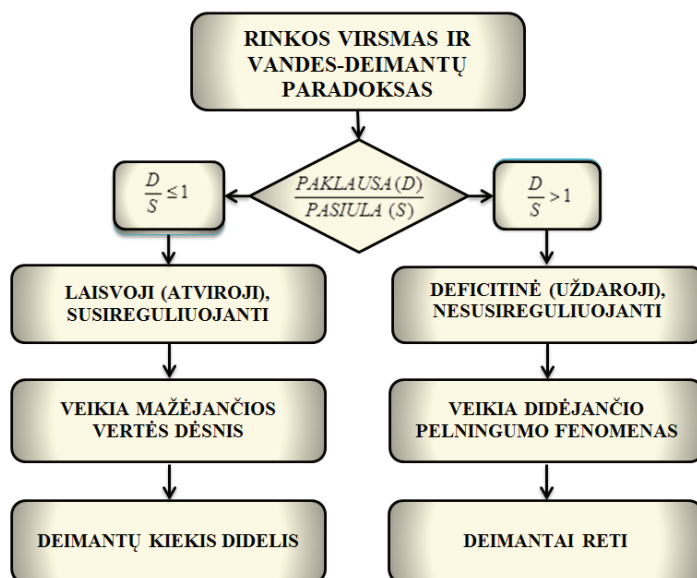 RINKOS VIRSMAS IR
VANDES-DEIMANTŲ
PARADOKSAS
D/S ≤ 1
PAKLAUSA (D)
PASIULA (S)
D/S > 1
LAISVOJI (ATVIROJI),
SUSIREGULIUOJANTI
DEFICITINĖ (UŽDAROJI),
NESUSIREGULIUOJANTI
VEIKIA MAŽĖJANČIOS
VERTĖS DĖSNIS
VEIKIA DIDĖJANČIO
PELNINGUMO FENOMENAS
DEIMANTŲ KIEKIS DIDELIS
DEIMANTAI RETI